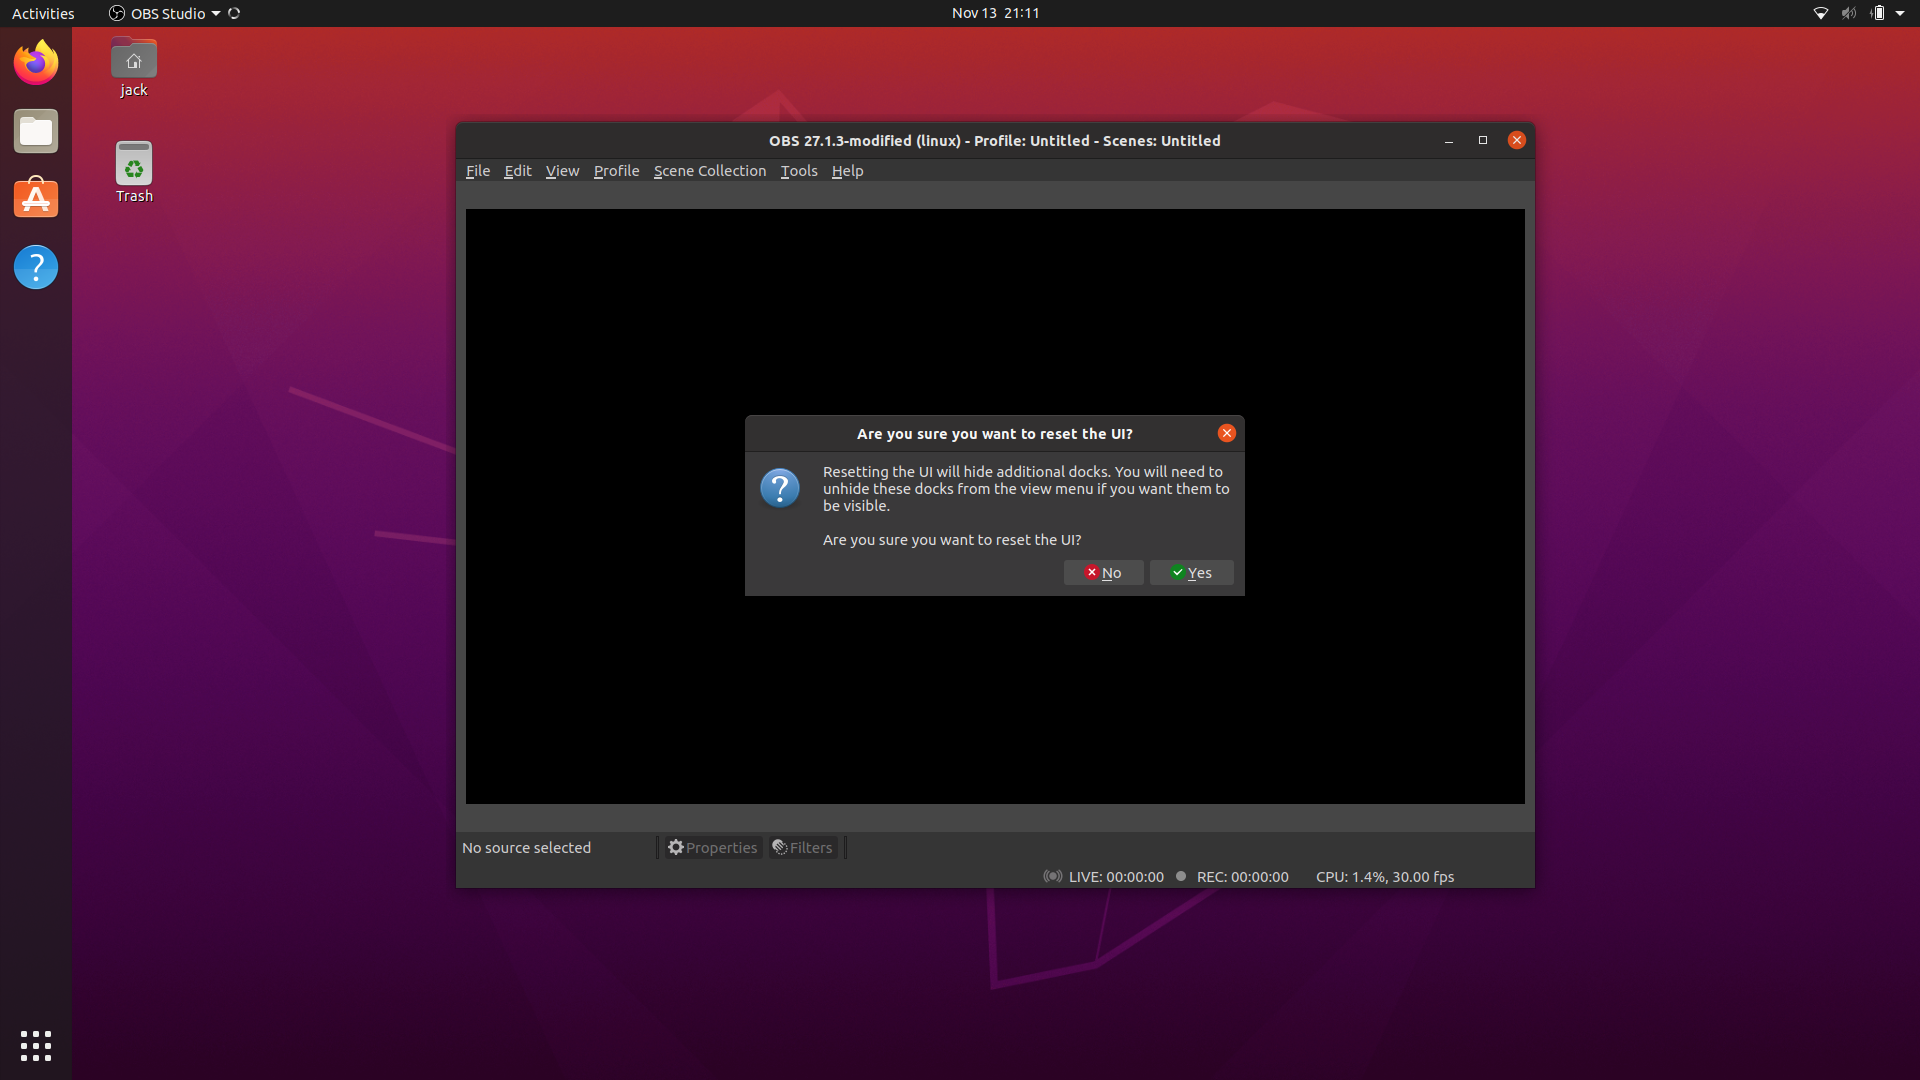 Activities
OBS Studio
Nov 13 21:11
jack
Trash
OBS 27.1.3-modified (linux) - Profile: Untitled - Scenes: Untitled
File Edit View Profile Scene Collection Tools Help
Are you sure you want to reset the UI?
Resetting the UI will hide additional docks. You will need to
unhide these docks from the view menu if you want them to
be visible.
Are you sure you want to reset the UI?
No Yes
No source selected Properties Filters
LIVE: 00:00:00 REC: 00:00:00 CPU: 1.4%, 30.00 fps